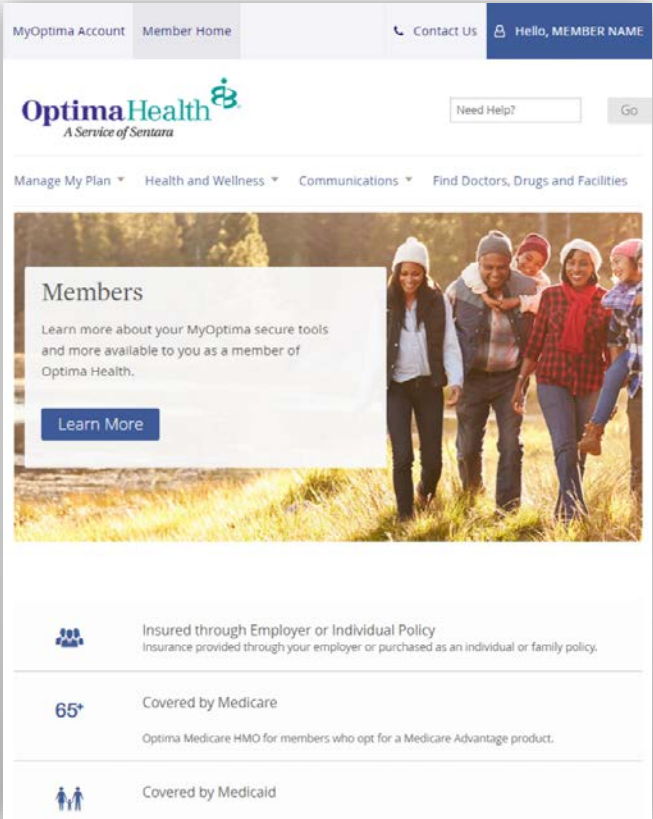 MyOptima Account Member Home Contact Us Hello, MEMBER NAME
OptimaHealth
A Service of Sentara
Need Help? Go
Manage My Plan Health and Wellness Communications Find Doctors, Drugs and Facilities
Members
Learn more about your MyOptima secure tools
and more available to you as a member of
Optima Health.
Learn More
Insured through Employer or Individual Policy
Insurance provided through your employer or purchased as an individual or family policy.
65+
Covered by Medicare
Optima Medicare HMO for members who opt for a Medicare Advantage product.
Covered by Medicaid